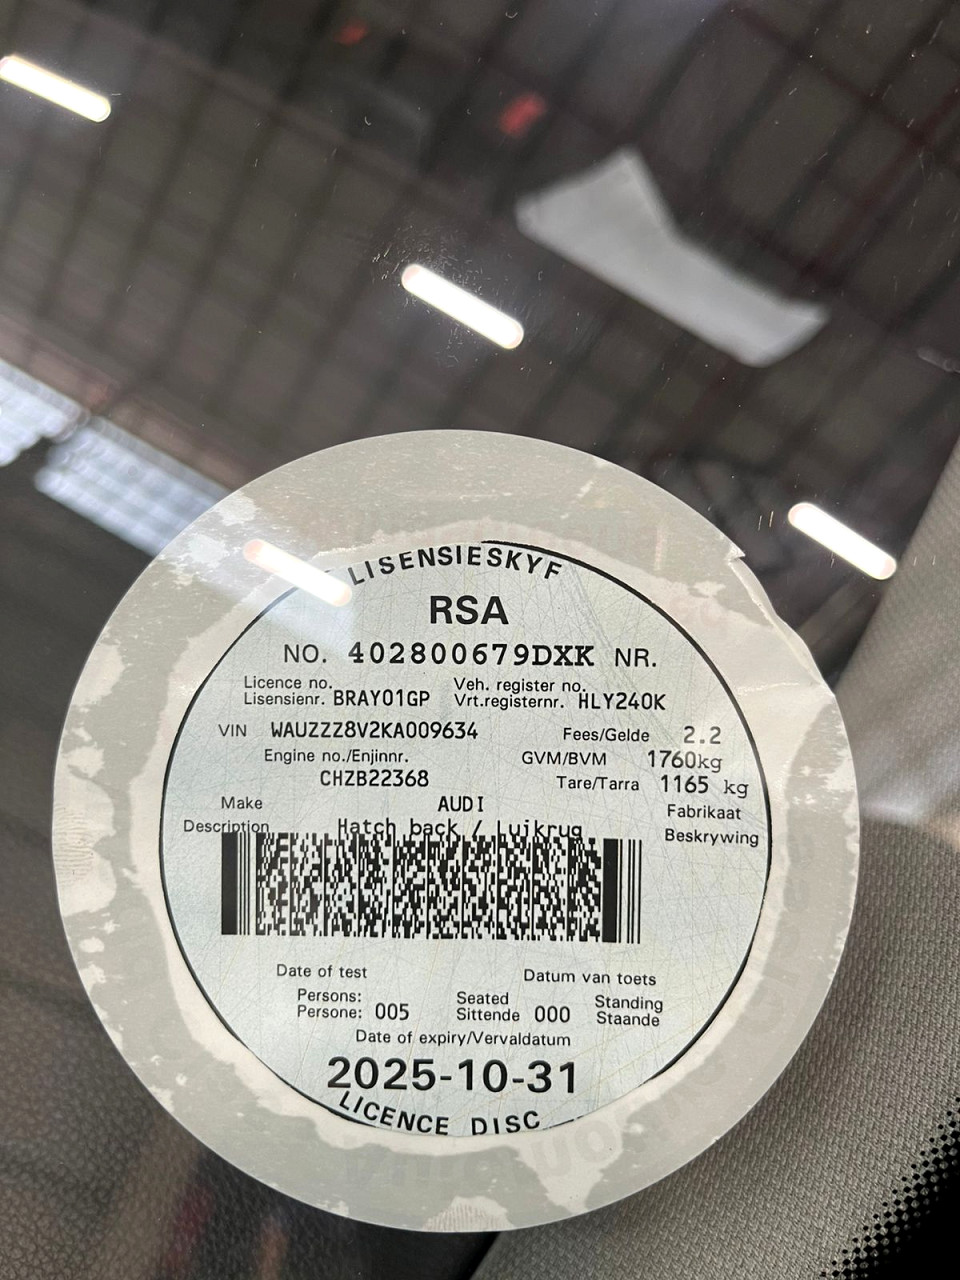 LISENSIESKYF
RSA
NO. 402800679DXK NR.
Licence no. Veh. register no.
Lisensienr. BRAY01GP Vrt.registernr. HLY240K
VIN WAUZZZ8V2KA009634 Fees/Gelde 2.2
Engine no./Enjinnr. GVM/BVM 1760kg
CHZB22368 Tare/Tarra 1165 kg
Make AUDI Fabrikaat
Description Hatch back / Luikrug Beskrywing
Date of test Datum van toets
Persons: Seated Standing
Persone: 005 Sittende 000 Staande
Date of expiry/Vervaldatum
2025-10-31
LICENCE DISC